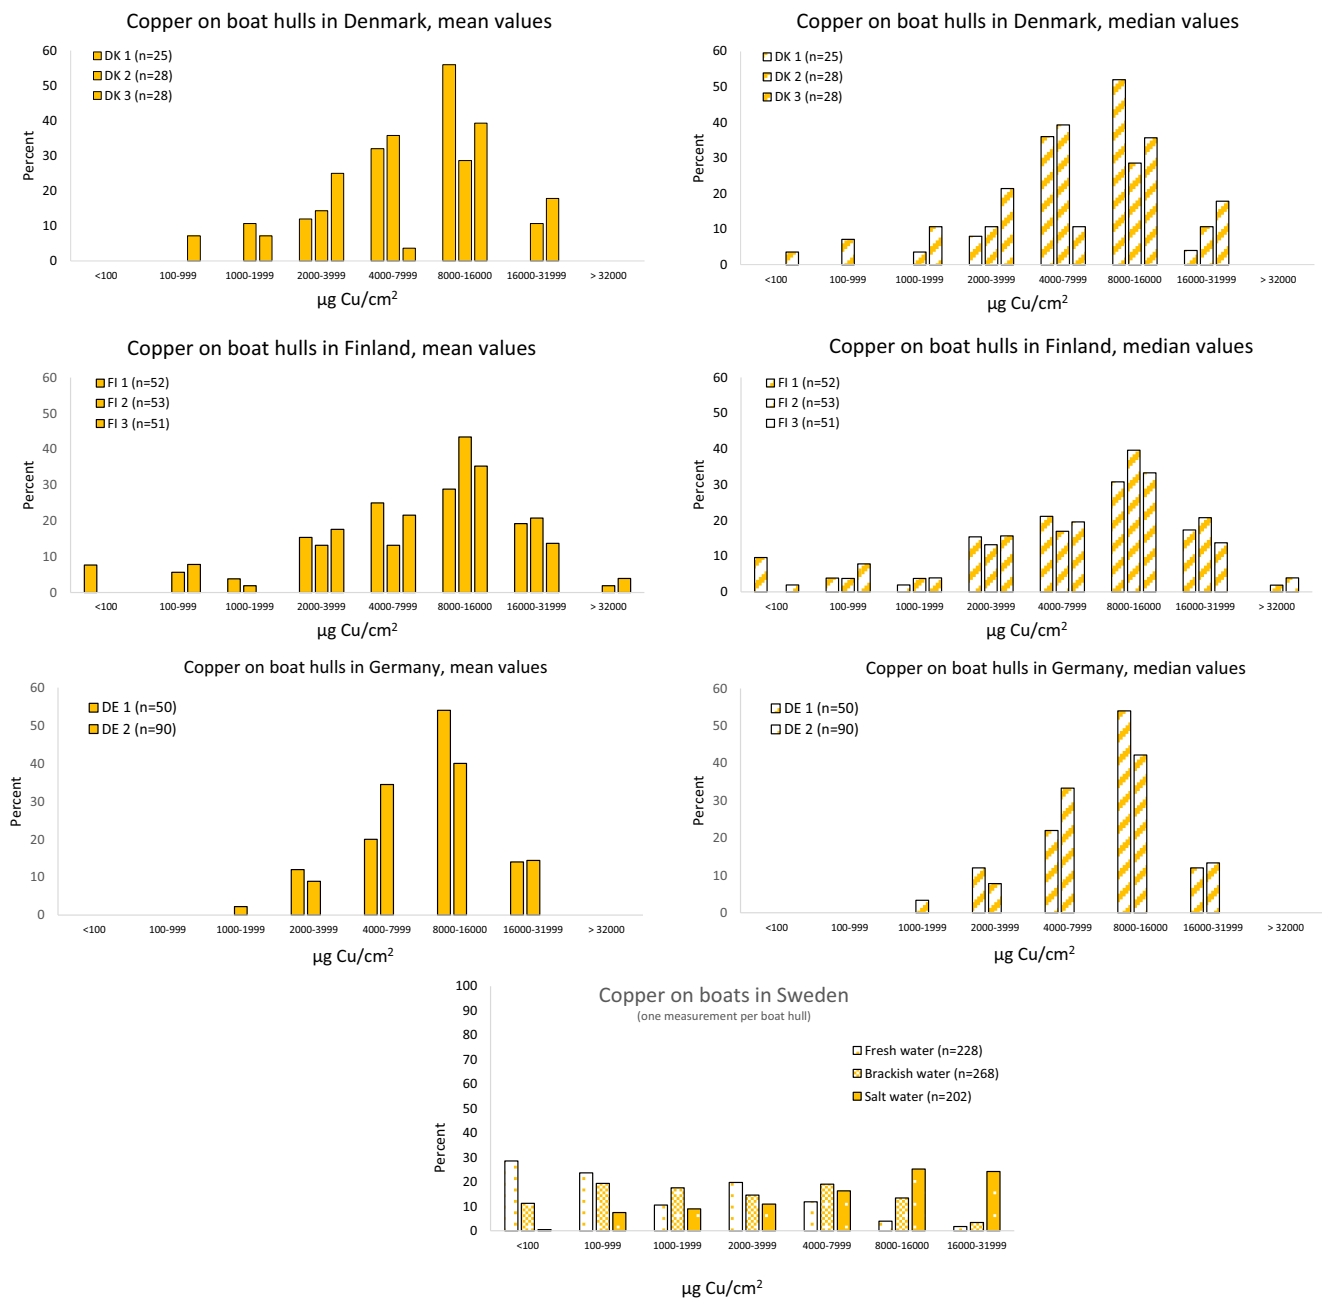 Copper on boat hulls in Denmark, mean values
60
50
40
30
20
10
0
Percent
DK 1 (n=25)
DK 2 (n=28)
DK 3 (n=28)
<100 100-999 1000-1999 2000-3999 4000-7999 8000-16000 16000-31999 > 32000
µg Cu/cm²
Copper on boat hulls in Denmark, median values
60
50
40
30
20
10
0
Percent
DK 1 (n=25)
DK 2 (n=28)
DK 3 (n=28)
<100 100-999 1000-1999 2000-3999 4000-7999 8000-16000 16000-31999 > 32000
µg Cu/cm²
Copper on boat hulls in Finland, mean values
60
50
40
30
20
10
0
Percent
FI 1 (n=52)
FI 2 (n=53)
FI 3 (n=51)
<100 100-999 1000-1999 2000-3999 4000-7999 8000-16000 16000-31999 > 32000
µg Cu/cm²
Copper on boat hulls in Finland, median values
60
50
40
30
20
10
0
Percent
FI 1 (n=52)
FI 2 (n=53)
FI 3 (n=51)
<100 100-999 1000-1999 2000-3999 4000-7999 8000-16000 16000-31999 > 32000
µg Cu/cm²
Copper on boat hulls in Germany, mean values
60
50
40
30
20
10
0
Percent
DE 1 (n=50)
DE 2 (n=90)
<100 100-999 1000-1999 2000-3999 4000-7999 8000-16000 16000-31999 > 32000
µg Cu/cm²
Copper on boat hulls in Germany, median values
60
50
40
30
20
10
0
Percent
DE 1 (n=50)
DE 2 (n=90)
<100 100-999 1000-1999 2000-3999 4000-7999 8000-16000 16000-31999 > 32000
µg Cu/cm²
Copper on boats in Sweden
(one measurement per boat hull)
100
90
80
70
60
50
40
30
20
10
0
Percent
Fresh water (n=228)
Brackish water (n=268)
Salt water (n=202)
<100 100-999 1000-1999 2000-3999 4000-7999 8000-16000 16000-31999
µg Cu/cm²